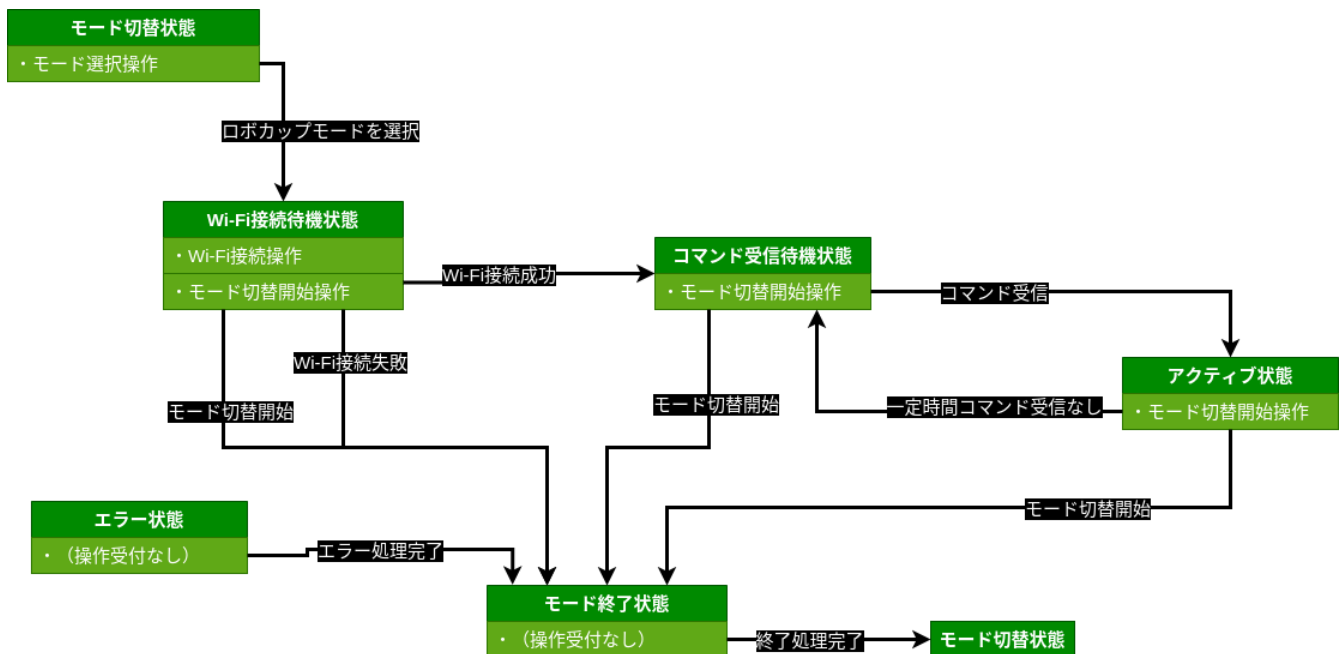 モード切替状態
・モード選択操作
ロボカップモードを選択
Wi-Fi接続待機状態
・Wi-Fi接続操作
・モード切替開始操作
Wi-Fi接続成功
コマンド受信待機状態
・モード切替開始操作
コマンド受信
Wi-Fi接続失敗
モード切替開始
モード切替開始
一定時間コマンド受信なし
アクティブ状態
・モード切替開始操作
モード切替開始
エラー状態
・（操作受付なし）
エラー処理完了
モード終了状態
・（操作受付なし）
終了処理完了
モード切替状態